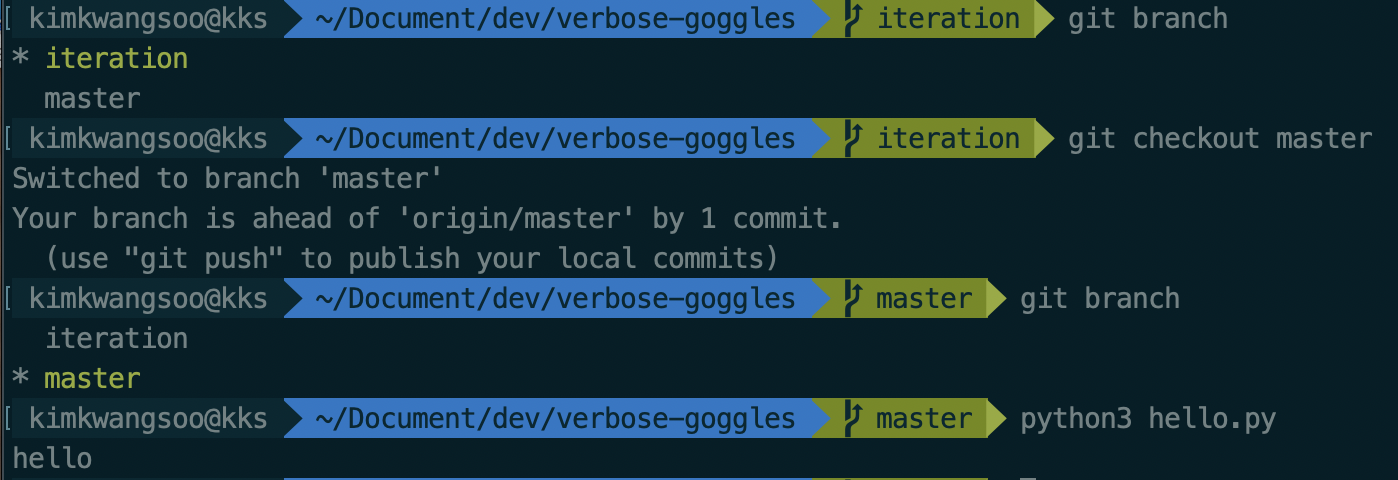 kimkwangsoo@kks ~/Document/dev/verbose-goggles iteration git branch
* iteration
  master
kimkwangsoo@kks ~/Document/dev/verbose-goggles iteration git checkout master
Switched to branch 'master'
Your branch is ahead of 'origin/master' by 1 commit.
  (use "git push" to publish your local commits)
kimkwangsoo@kks ~/Document/dev/verbose-goggles master git branch
  iteration
* master
kimkwangsoo@kks ~/Document/dev/verbose-goggles master python3 hello.py
hello